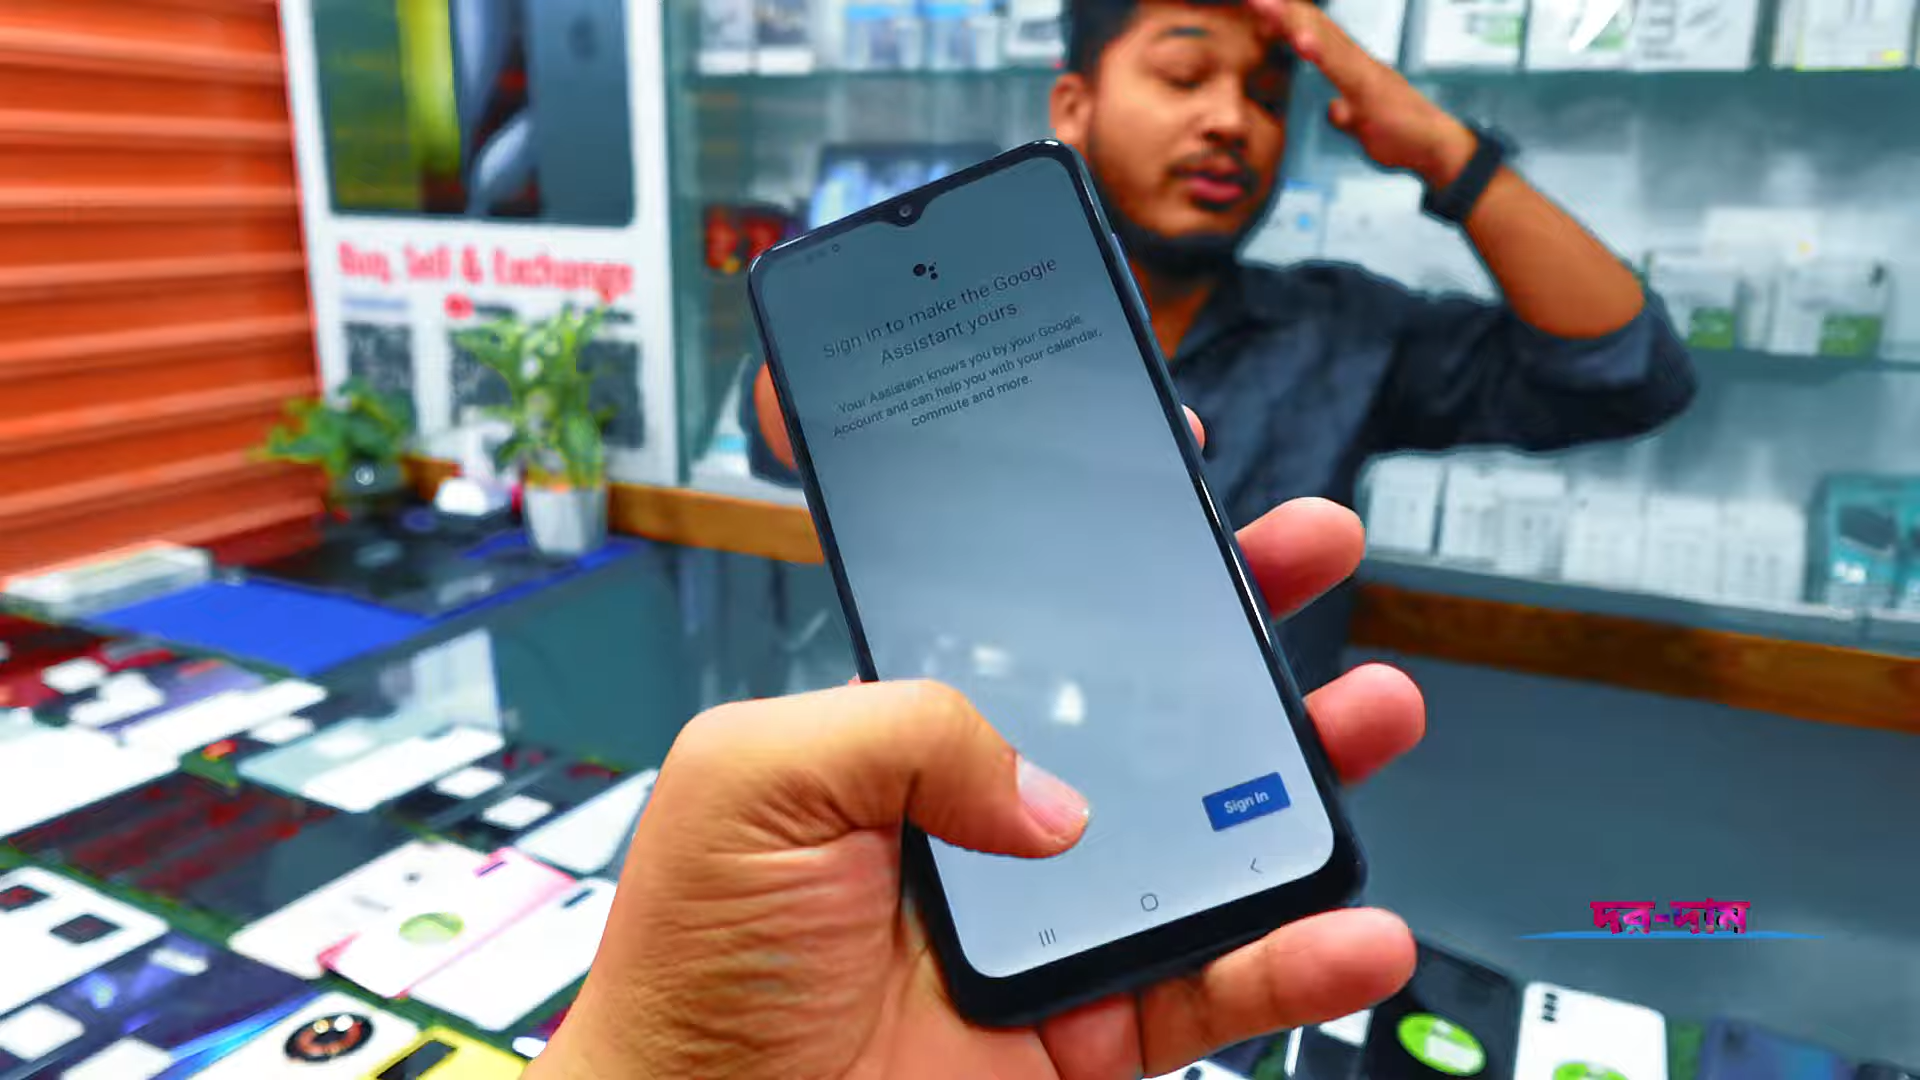 Buy, Sell & Exchange
Sign in to make the Google
Assistant yours
Your Assistant knows you by your Google
Account and can help you with your calendar,
commute and more.
Sign in
দর-দাম